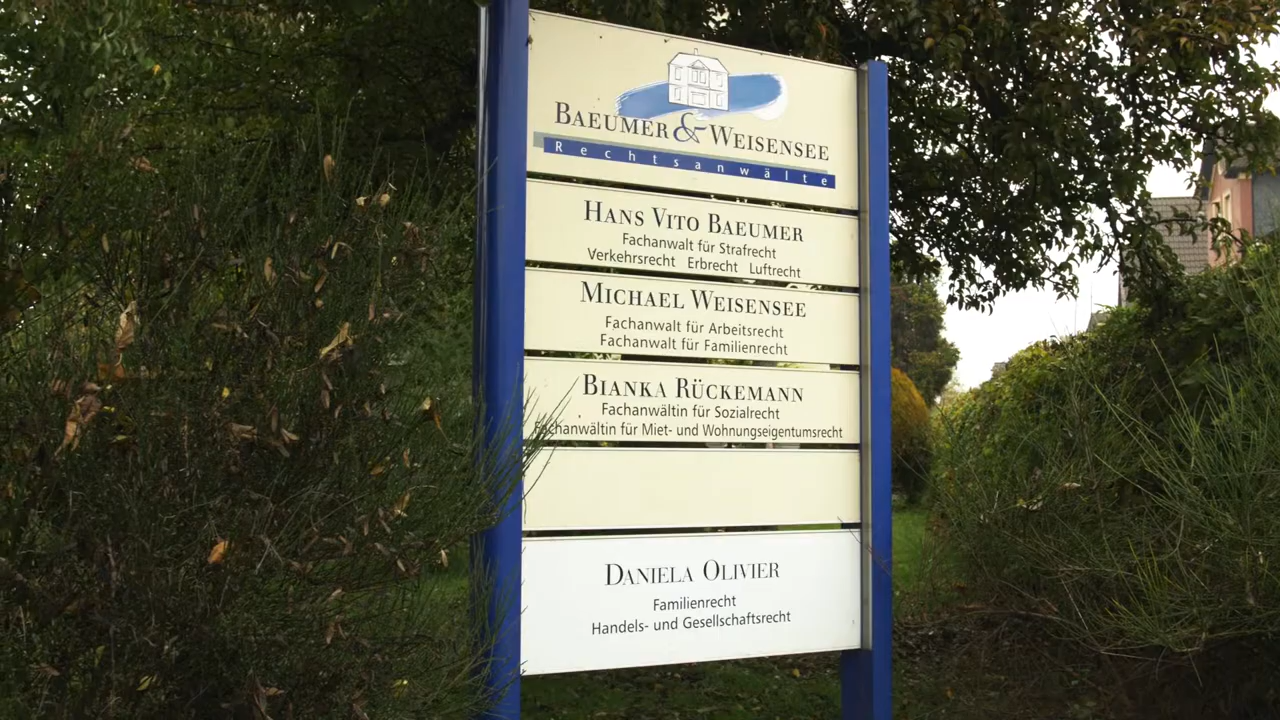 BAEUMER & WEISENSEE
Rechtsanwälte
HANS VITO BAEUMER
Fachanwalt für Strafrecht
Verkehrsrecht Erbrecht Luftrecht
MICHAEL WEISENSEE
Fachanwalt für Arbeitsrecht
Fachanwalt für Familienrecht
BIANKA RÜCKEMANN
Fachanwältin für Sozialrecht
Fachanwältin für Miet- und Wohnungseigentumsrecht
DANIELA OLIVIER
Familienrecht
Handels- und Gesellschaftsrecht